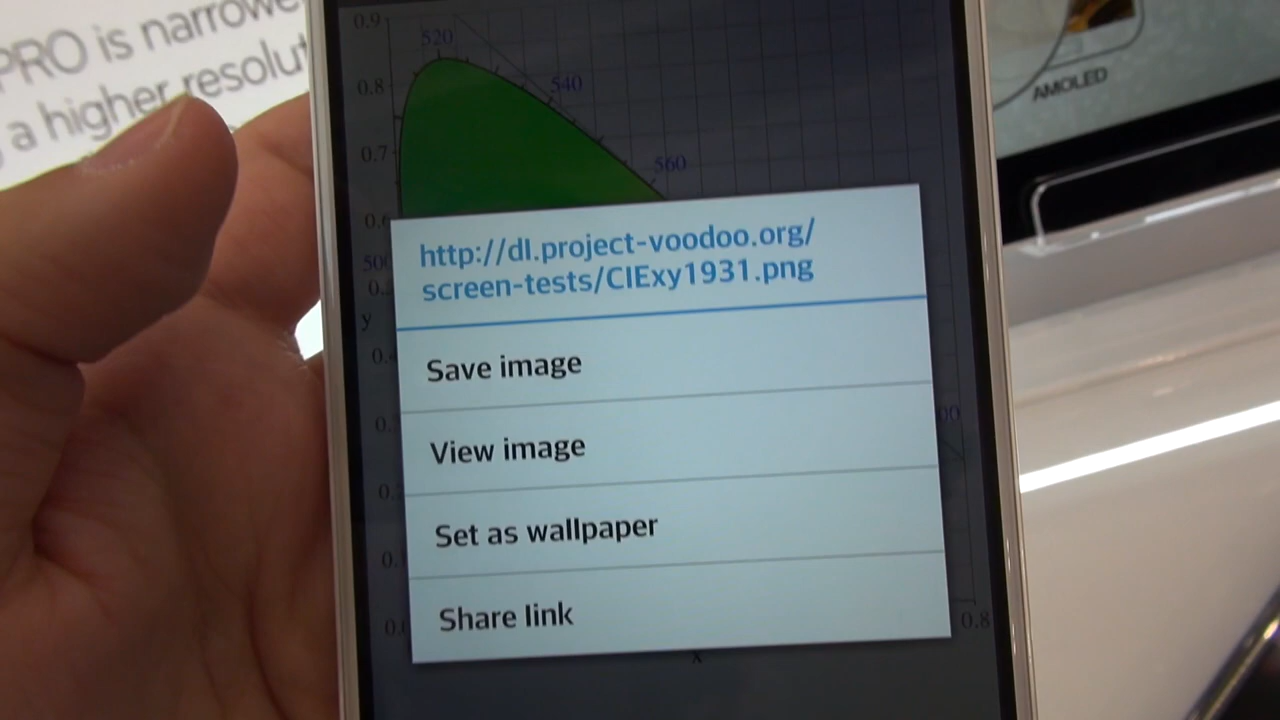 PRO is narrowe
a higher resolut
AMOLED
0.9
520
0.8
540
0.7
560
0.6
500
http://dl.project-voodoo.org/
screen-tests/CIExy1931.png
y
Save image
View image
Set as wallpaper
Share link
0.8
x